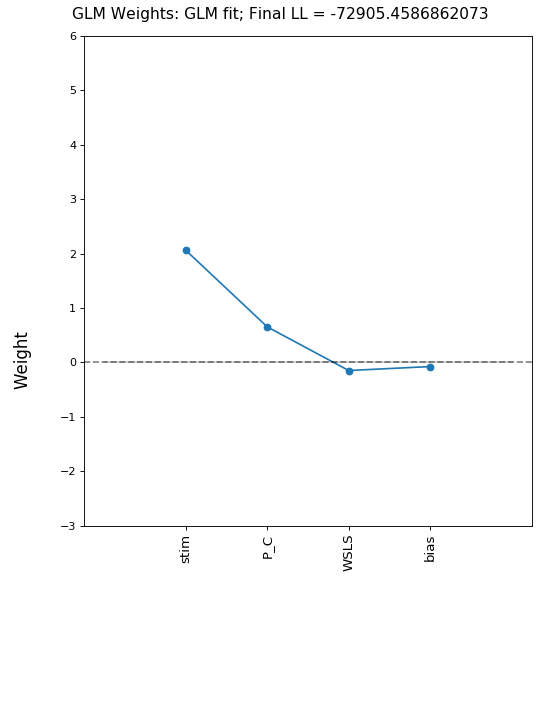 GLM Weights: GLM fit; Final LL = -72905.4586862073
6
5
4
3
2
1
0
−1
−2
−3
Weight
stim
P_C
WSLS
bias